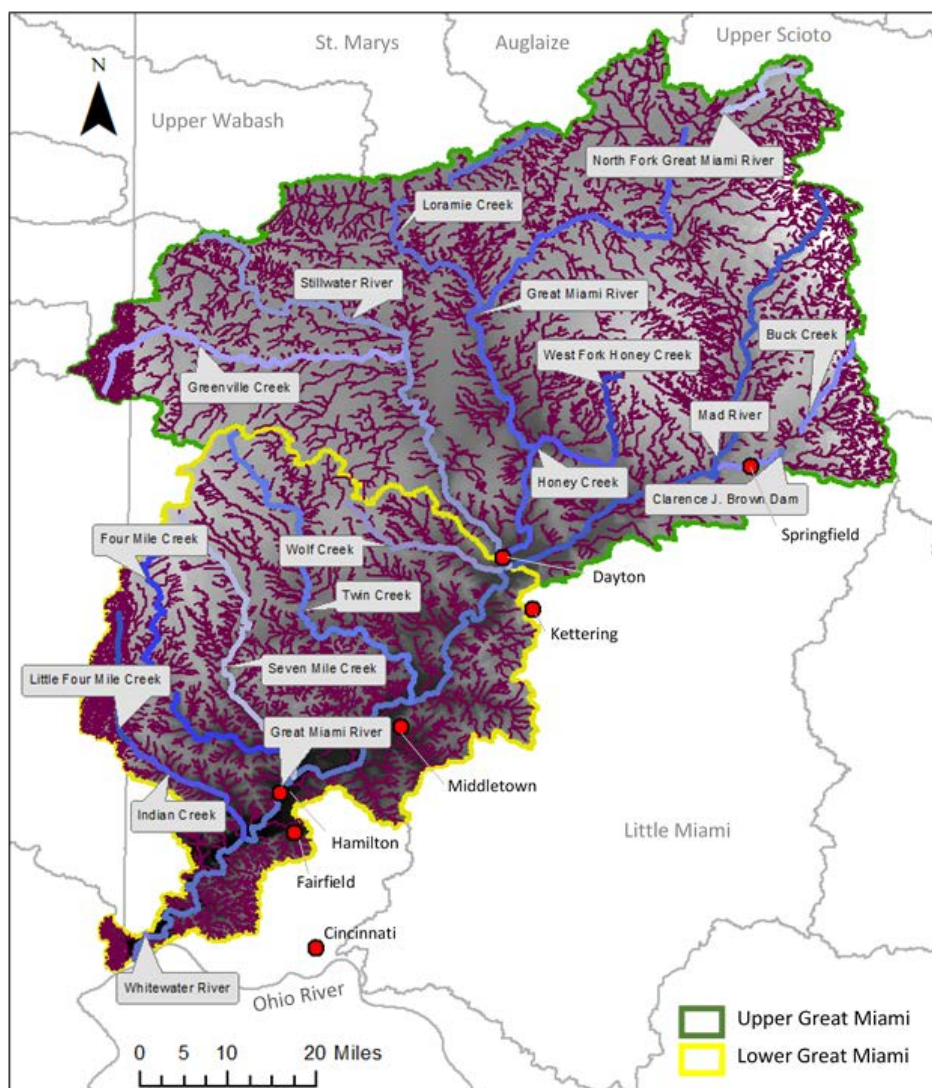 St. Marys
Auglaize
Upper Scioto
N
Upper Wabash
North Fork Great Miami River
Loramie Creek
Stillwater River
Great Miami River
Buck Creek
West Fork Honey Creek
Greenville Creek
Mad River
Honey Creek
Clarence J. Brown Dam
Springfield
Four Mile Creek
Wolf Creek
Dayton
Twin Creek
Kettering
Seven Mile Creek
Little Four Mile Creek
Great Miami River
Middletown
Indian Creek
Hamilton
Little Miami
Fairfield
Cincinnati
Whitewater River
Ohio River
Upper Great Miami
Lower Great Miami
0 5 10 20 Miles